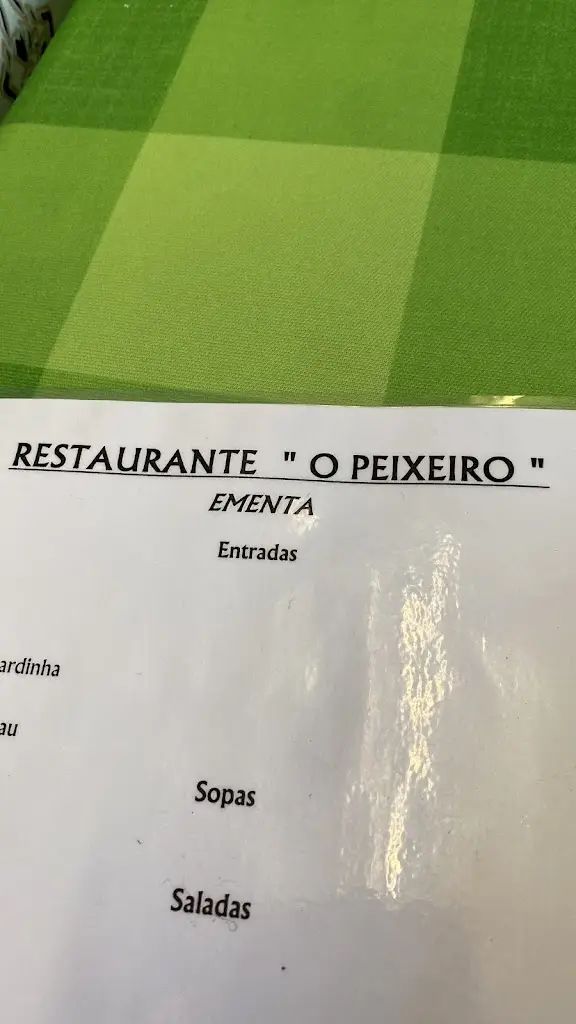 RESTAURANTE " O PEIXEIRO "
EMENTA
Entradas
ardinha
au
Sopas
Saladas